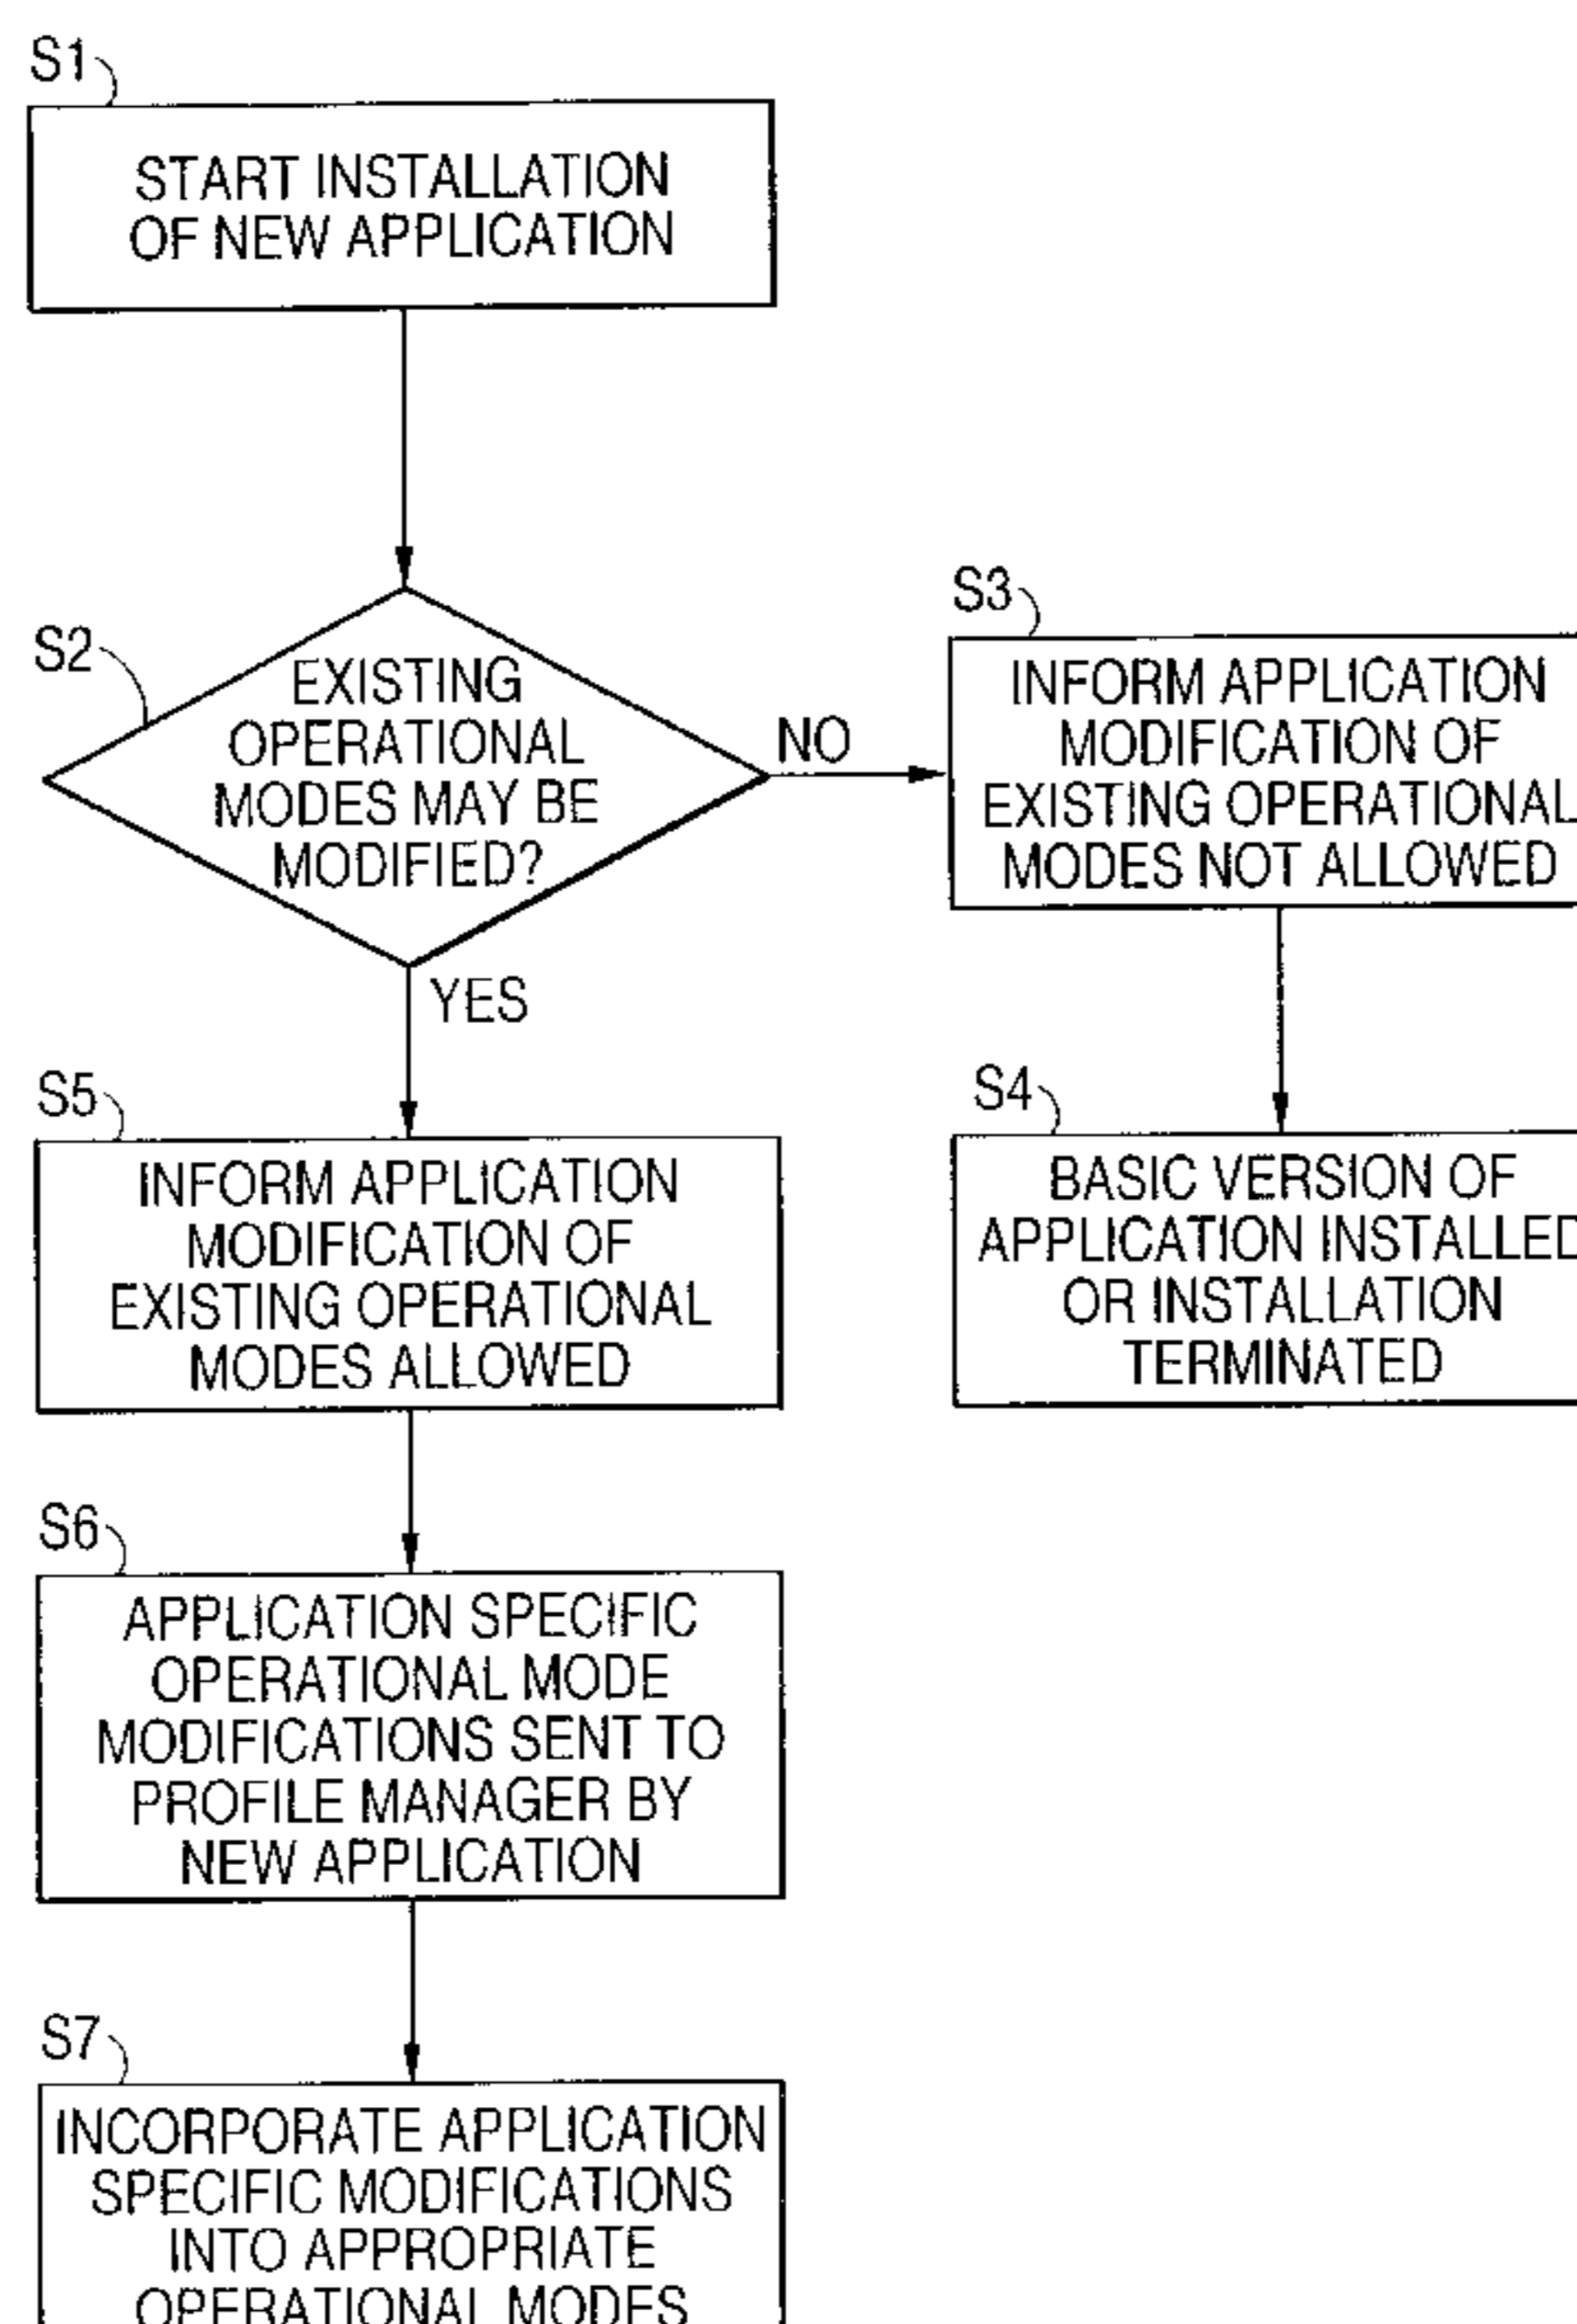 S1
START INSTALLATION
OF NEW APPLICATION
S2
EXISTING
OPERATIONAL
MODES MAY BE
MODIFIED?
NO
YES
S3
INFORM APPLICATION
MODIFICATION OF
EXISTING OPERATIONAL
MODES NOT ALLOWED
S4
BASIC VERSION OF
APPLICATION INSTALLED
OR INSTALLATION
TERMINATED
S5
INFORM APPLICATION
MODIFICATION OF
EXISTING OPERATIONAL
MODES ALLOWED
S6
APPLICATION SPECIFIC
OPERATIONAL MODE
MODIFICATIONS SENT TO
PROFILE MANAGER BY
NEW APPLICATION
S7
INCORPORATE APPLICATION
SPECIFIC MODIFICATIONS
INTO APPROPRIATE
OPERATIONAL MODES